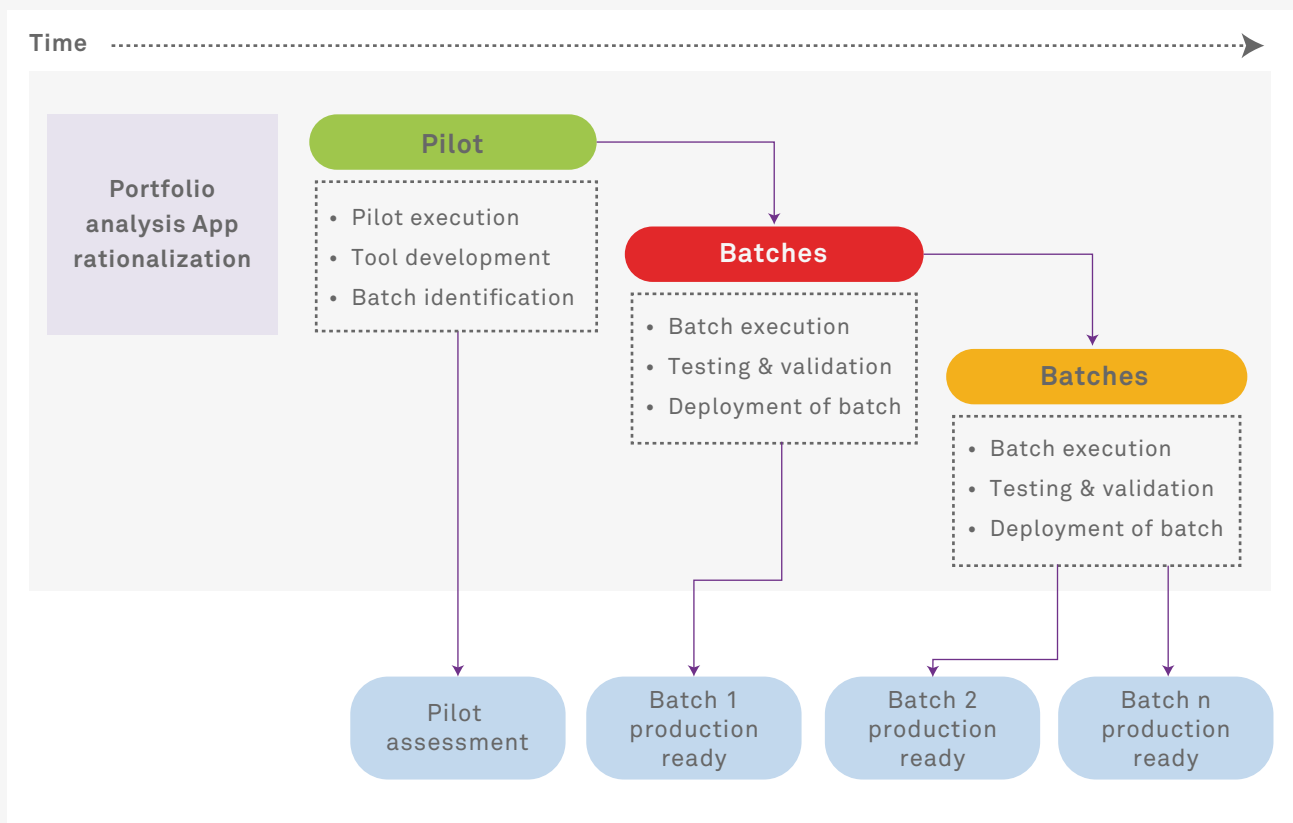 Time
Portfolio
analysis App
rationalization
Pilot
• Pilot execution
• Tool development
• Batch identification
Batches
• Batch execution
• Testing & validation
• Deployment of batch
Batches
• Batch execution
• Testing & validation
• Deployment of batch
Pilot
assessment
Batch 1
production
ready
Batch 2
production
ready
Batch n
production
ready